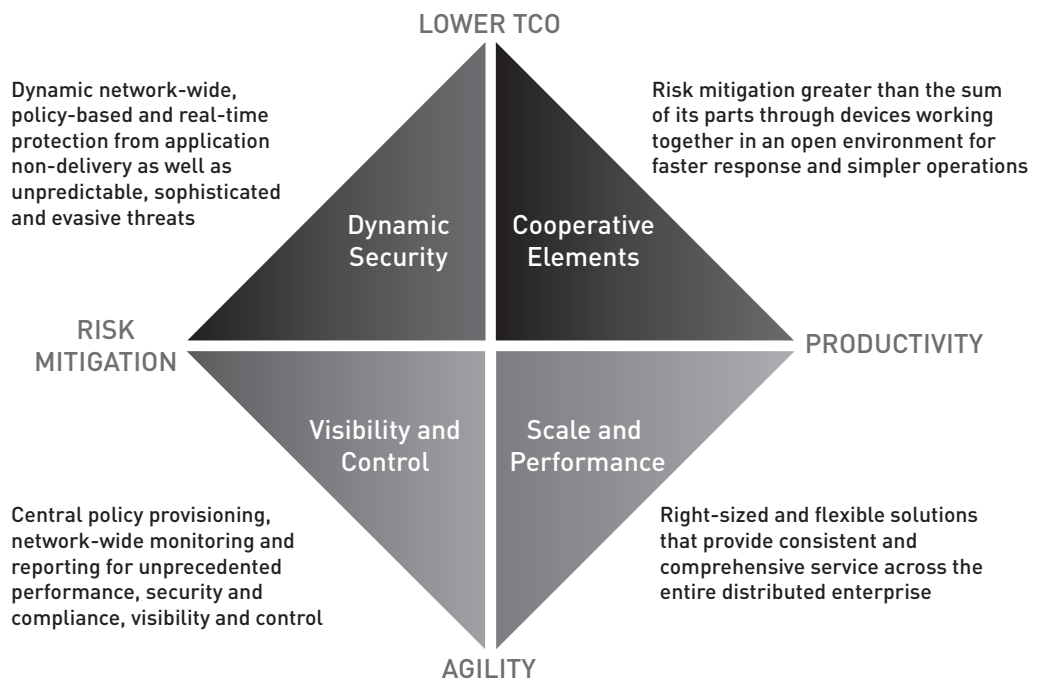 LOWER TCO
Dynamic network-wide,
policy-based and real-time
protection from application
non-delivery as well as
unpredictable, sophisticated
and evasive threats
Risk mitigation greater than the sum
of its parts through devices working
together in an open environment for
faster response and simpler operations
Dynamic
Security
Cooperative
Elements
RISK
MITIGATION
PRODUCTIVITY
Visibility and
Control
Scale and
Performance
Central policy provisioning,
network-wide monitoring and
reporting for unprecedented
performance, security and
compliance, visibility and control
Right-sized and flexible solutions
that provide consistent and
comprehensive service across the
entire distributed enterprise
AGILITY